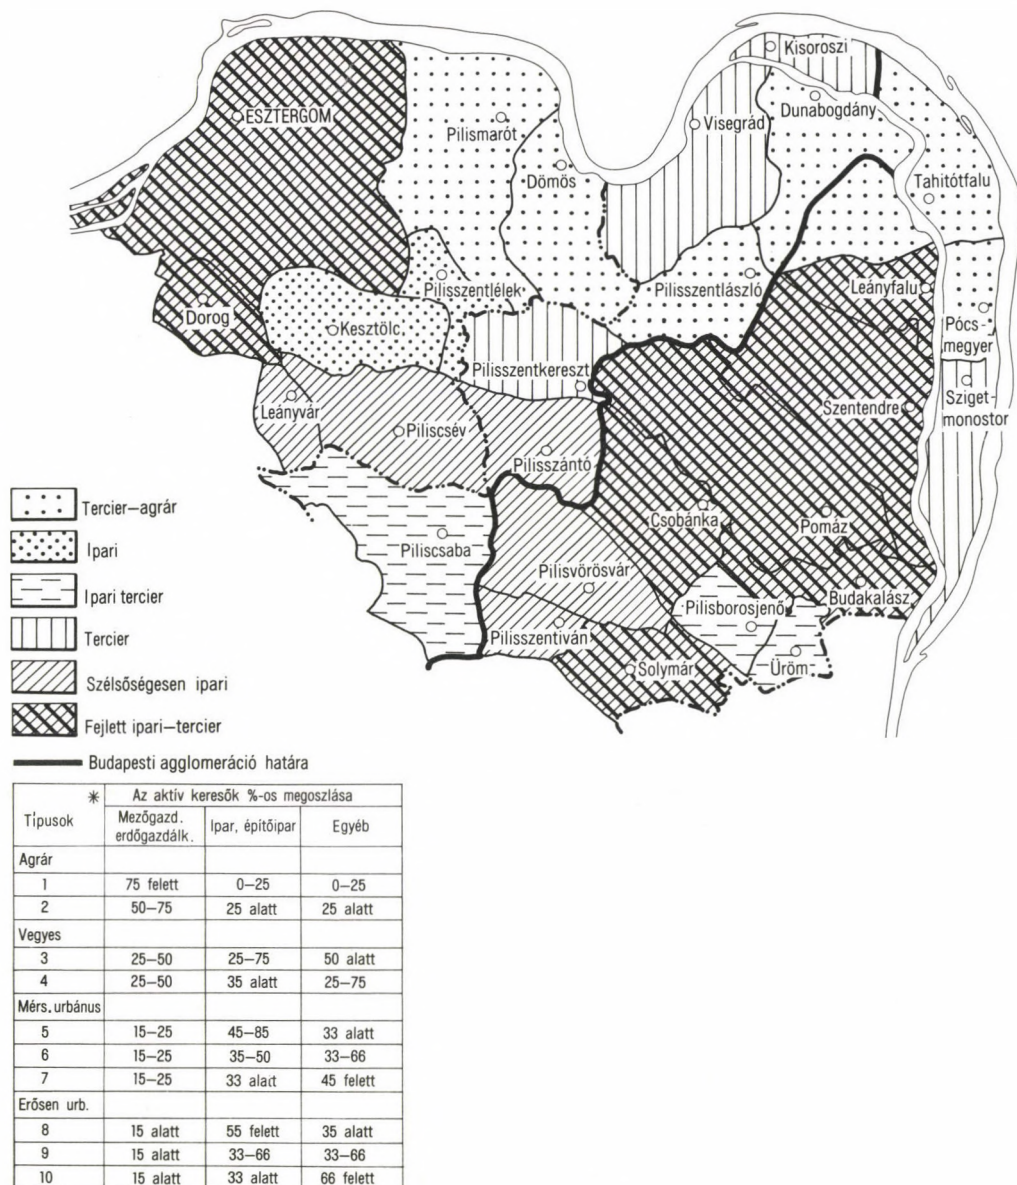 Kisoroszi
ESZTERGOM
Pilismarót
Visegrád
Dunabogdány
Dömös
Tahitótfalu
Pilisszentlélek
Pilisszentlászló
Leányfalu
Dorog
Kesztölc
Pócs-
megyer
Pilisszentkereszt
Leányvár
Sziget-
monostor
Szentendre
Piliscsév
Pilisszántó
Csobánka
Pomáz
Piliscsaba
Pilisvörösvár
Budakalász
Pilisborosjenő
Pilisszentiván
Solymár
Üröm
Tercier–agrár
Ipari
Ipari tercier
Tercier
Szélsőségesen ipari
Fejlett ipari–tercier
Budapesti agglomeráció határa
Típusok * Az aktív keresők %-os megoszlása
Mezőgazd. erdőgazdálk. Ipar, építőipar Egyéb
Agrár
1 75 felett 0–25 0–25
2 50–75 25 alatt 25 alatt
Vegyes
3 25–50 25–75 50 alatt
4 25–50 35 alatt 25–75
Mérs. urbánus
5 15–25 45–85 33 alatt
6 15–25 35–50 33–66
7 15–25 33 alatt 45 felett
Erősen urb.
8 15 alatt 55 felett 35 alatt
9 15 alatt 33–66 33–66
10 15 alatt 33 alatt 66 felett